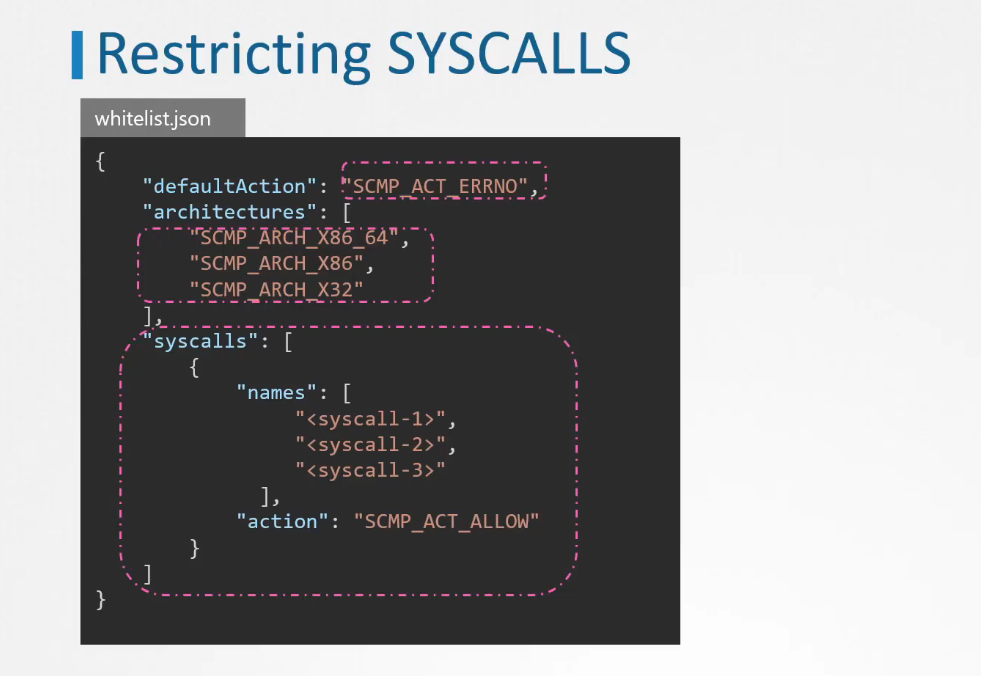 Restricting SYSCALLS
whitelist.json
{
"defaultAction": "SCMP_ACT_ERRNO",
"architectures": [
"SCMP_ARCH_X86_64",
"SCMP_ARCH_X86",
"SCMP_ARCH_X32"
],
"syscalls": [
{
"names": [
"<syscall-1>",
"<syscall-2>",
"<syscall-3>"
],
"action": "SCMP_ACT_ALLOW"
}
]
}